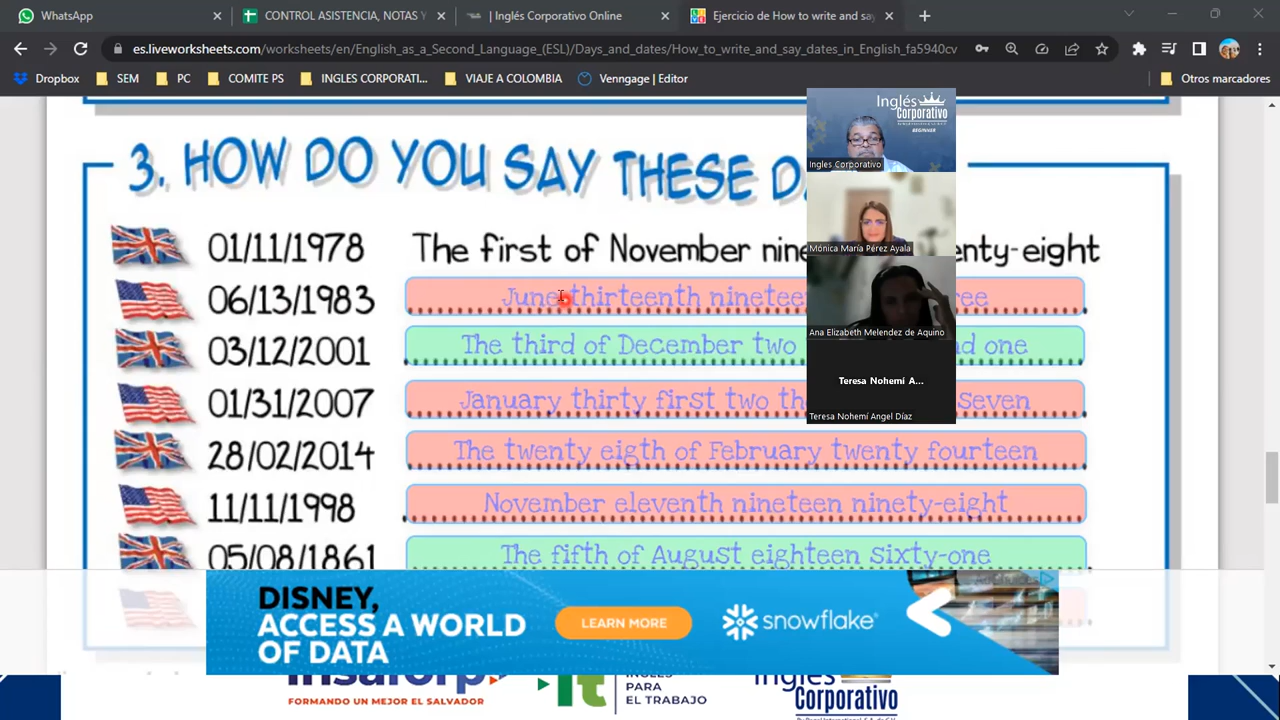 WhatsApp
CONTROL ASISTENCIA, NOTAS Y
| Inglés Corporativo Online
Ejercicio de How to write and say
es.liveworksheets.com/worksheets/en/English_as_a_Second_Language_(ESL)/Days_and_dates/How_to_write_and_say_dates_in_English_fa5940cv
Dropbox
SEM
PC
COMITE PS
INGLES CORPORATI...
VIAJE A COLOMBIA
Venngage | Editor
Otros marcadores
3. HOW DO YOU SAY THESE D
01/11/1978 The first of November nine enty-eight
06/13/1983 June thirteenth nineteen ree
03/12/2001 The third of December two d one
01/31/2007 January thirty first two th seven
28/02/2014 The twenty eigth of February twenty fourteen
11/11/1998 November eleventh nineteen ninety-eight
05/08/1861 The fifth of August eighteen sixty-one
Inglés
Corporativo
BEGINNER
Ingles Corporativo
Mónica María Pérez Ayala
Ana Elizabeth Melendez de Aquino
Teresa Nohemí A...
Teresa Nohemí Angel Díaz
DISNEY,
ACCESS A WORLD
OF DATA
LEARN MORE
snowflake
insaforp
FORMANDO UN MEJOR EL SALVADOR
INGLÉS
PARA
EL TRABAJO
Inglés
Corporativo